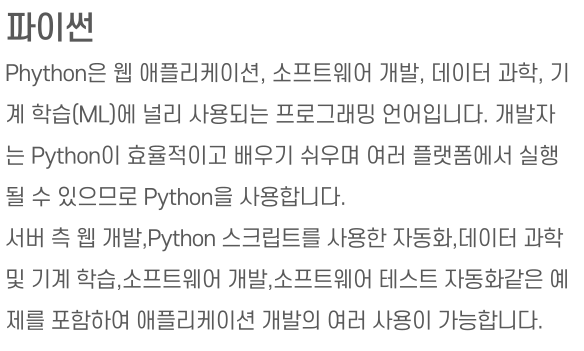 파이썬
Phython은 웹 애플리케이션, 소프트웨어 개발, 데이터 과학, 기
계 학습(ML)에 널리 사용되는 프로그래밍 언어입니다. 개발자
는 Python이 효율적이고 배우기 쉬우며 여러 플랫폼에서 실행
될 수 있으므로 Python을 사용합니다.
서버 측 웹 개발,Python 스크립트를 사용한 자동화,데이터 과학
및 기계 학습,소프트웨어 개발,소프트웨어 테스트 자동화같은 예
제를 포함하여 애플리케이션 개발의 여러 사용이 가능합니다.